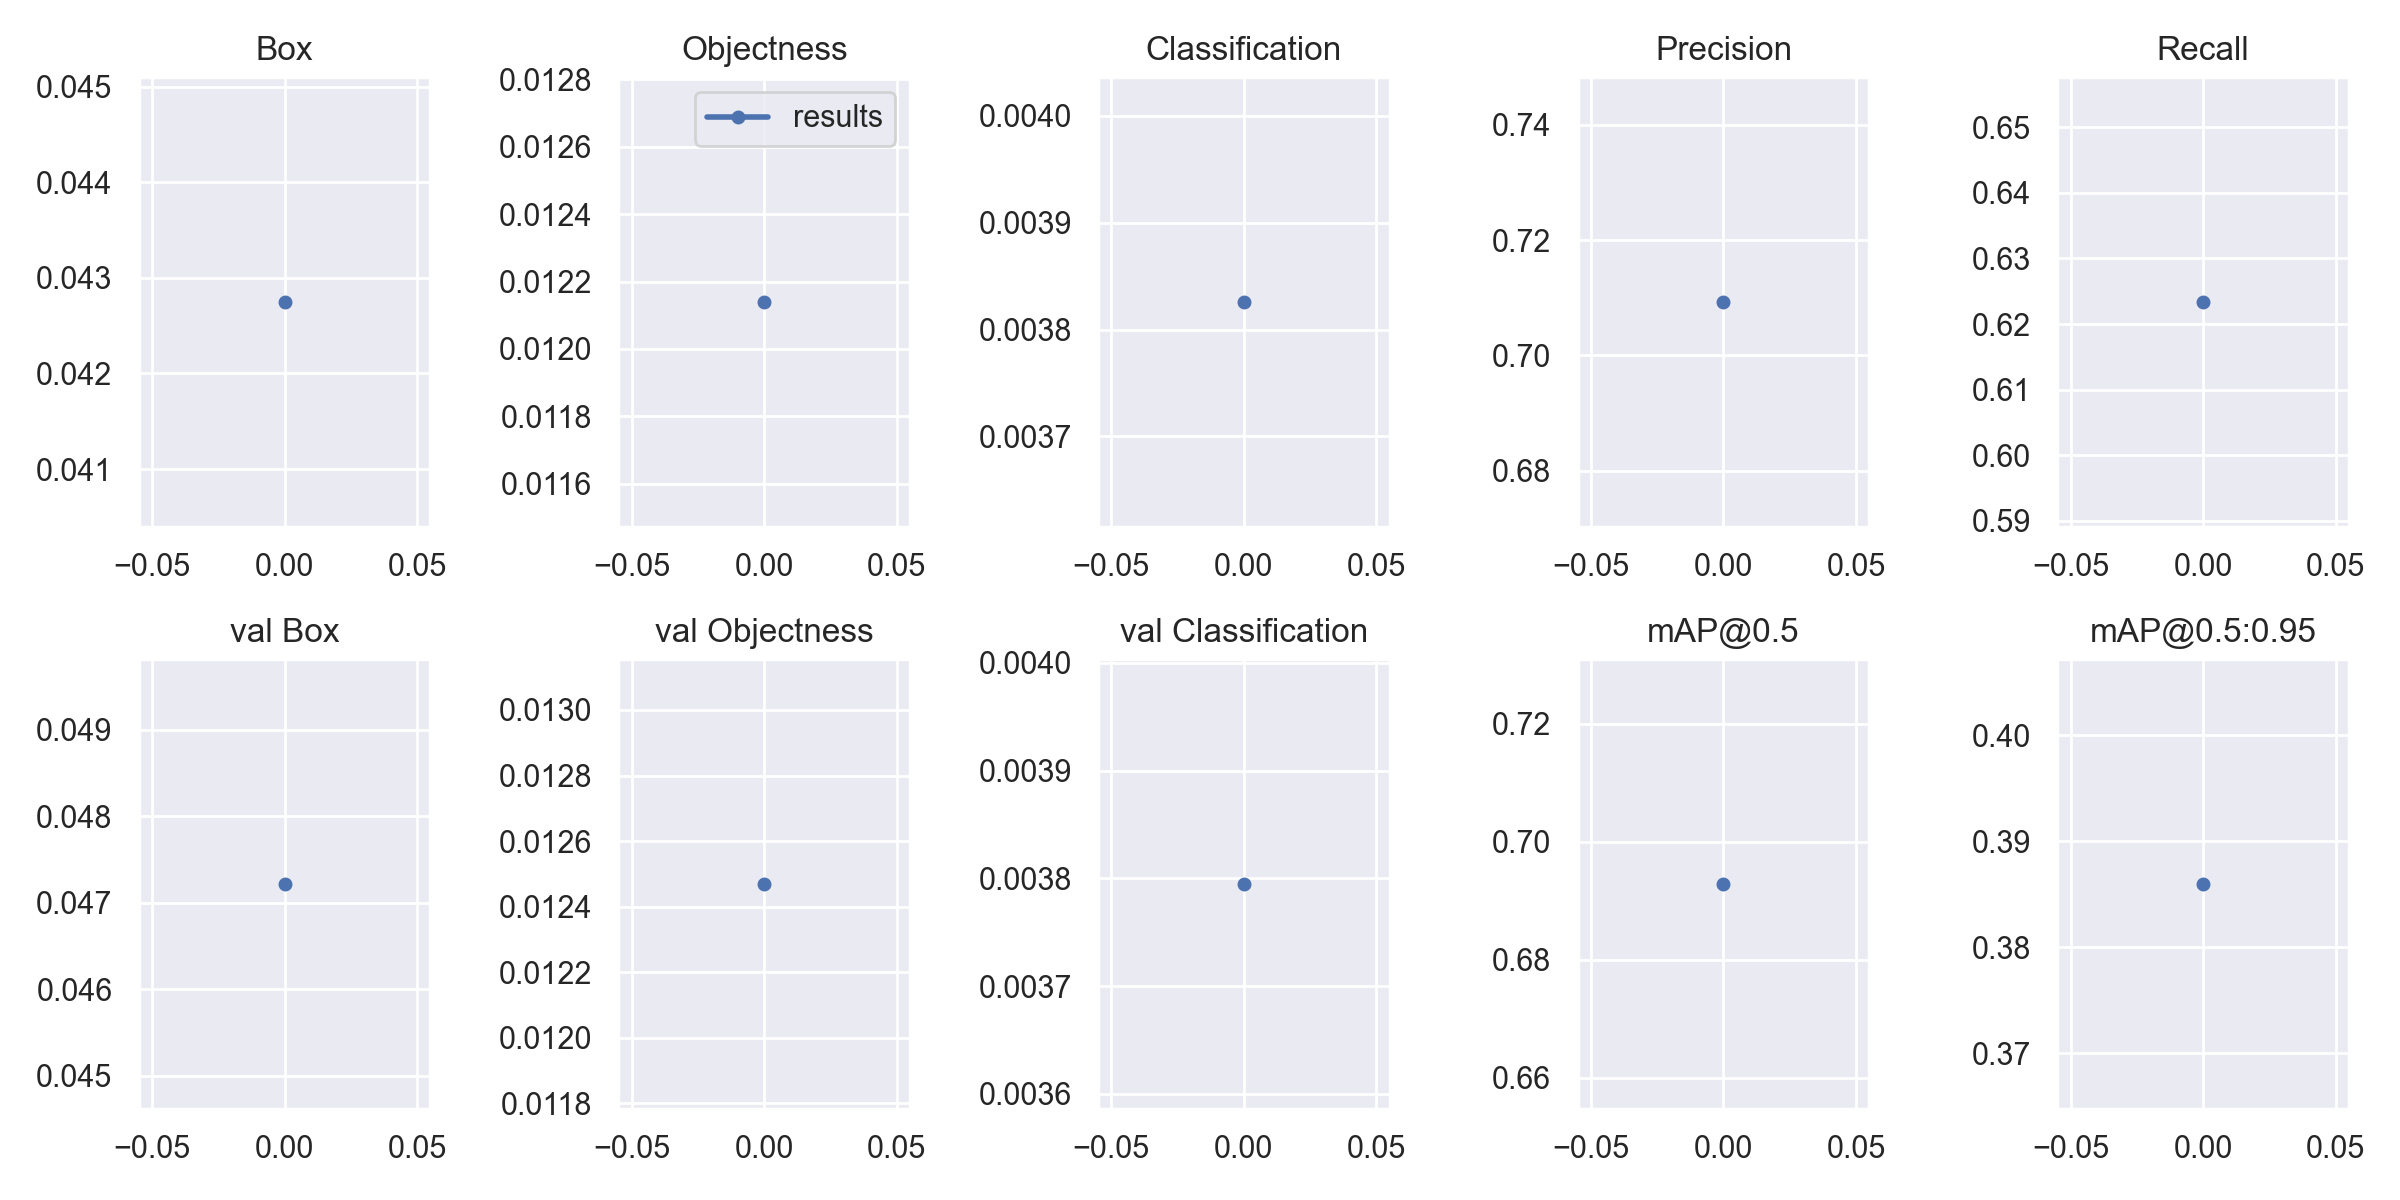 Box
Objectness
Classification
Precision
Recall
0.045
0.044
0.043
0.042
0.041
−0.05 0.00 0.05
0.0128
0.0126
0.0124
0.0122
0.0120
0.0118
0.0116
results
−0.05 0.00 0.05
0.0040
0.0039
0.0038
0.0037
−0.05 0.00 0.05
0.74
0.72
0.70
0.68
−0.05 0.00 0.05
0.65
0.64
0.63
0.62
0.61
0.60
0.59
−0.05 0.00 0.05
val Box
val Objectness
val Classification
mAP@0.5
mAP@0.5:0.95
0.049
0.048
0.047
0.046
0.045
−0.05 0.00 0.05
0.0130
0.0128
0.0126
0.0124
0.0122
0.0120
0.0118
−0.05 0.00 0.05
0.0040
0.0039
0.0038
0.0037
0.0036
−0.05 0.00 0.05
0.72
0.70
0.68
0.66
−0.05 0.00 0.05
0.40
0.39
0.38
0.37
−0.05 0.00 0.05